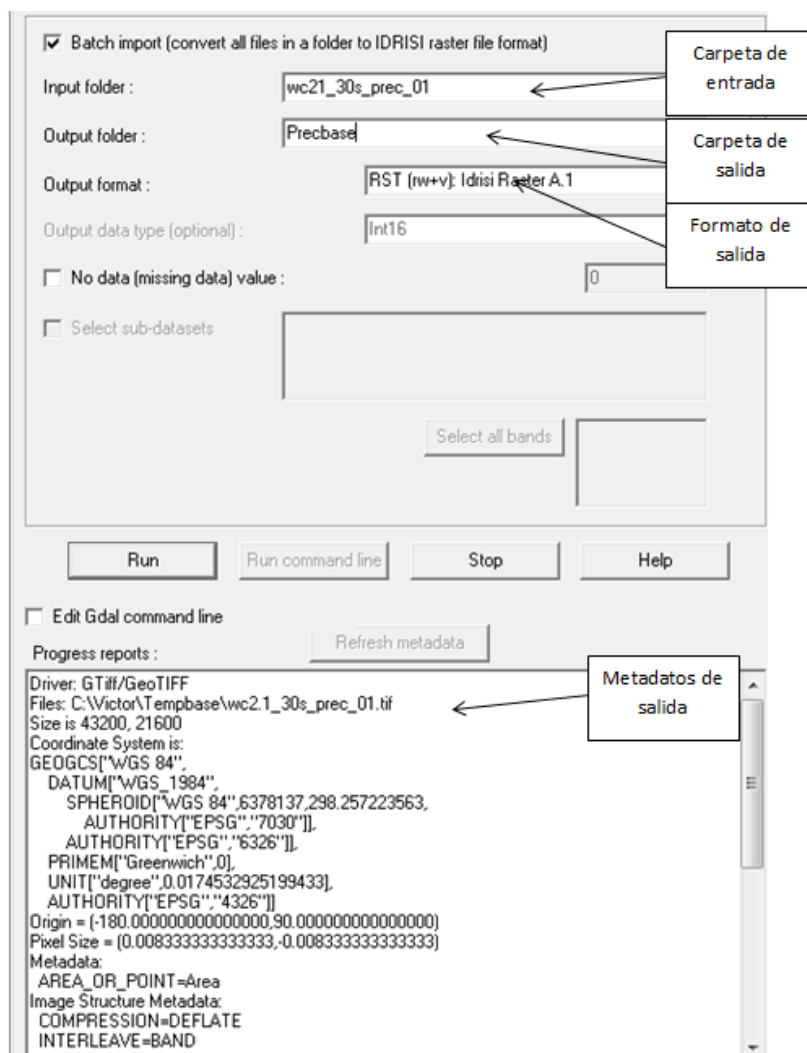 Batch import (convert all files in a folder to IDRISI raster file format)
Carpeta de
entrada
Input folder :
wc21_30s_prec_01
Output folder :
Precbase
Carpeta de
salida
Output format :
RST (rw+v): Idrisi Raster A.1
Formato de
salida
Output data type (optional) :
Int16
No data (missing data) value :
0
Select sub-datasets
Select all bands
Run
Run command line
Stop
Help
Edit Gdal command line
Refresh metadata
Progress reports :
Metadatos de
salida
Driver: GTiff/GeoTIFF
Files: C:\Victor\Tempbase\wc2.1_30s_prec_01.tif
Size is 43200, 21600
Coordinate System is:
GEOGCS["WGS 84",
DATUM["WGS_1984",
SPHEROID["WGS 84",6378137,298.257223563,
AUTHORITY["EPSG","7030"]],
AUTHORITY["EPSG","6326"]],
PRIMEM["Greenwich",0],
UNIT["degree",0.0174532925199433],
AUTHORITY["EPSG","4326"]]
Origin = (-180.000000000000000,90.000000000000000)
Pixel Size = (0.008333333333333,-0.008333333333333)
Metadata:
AREA_OR_POINT=Area
Image Structure Metadata:
COMPRESSION=DEFLATE
INTERLEAVE=BAND